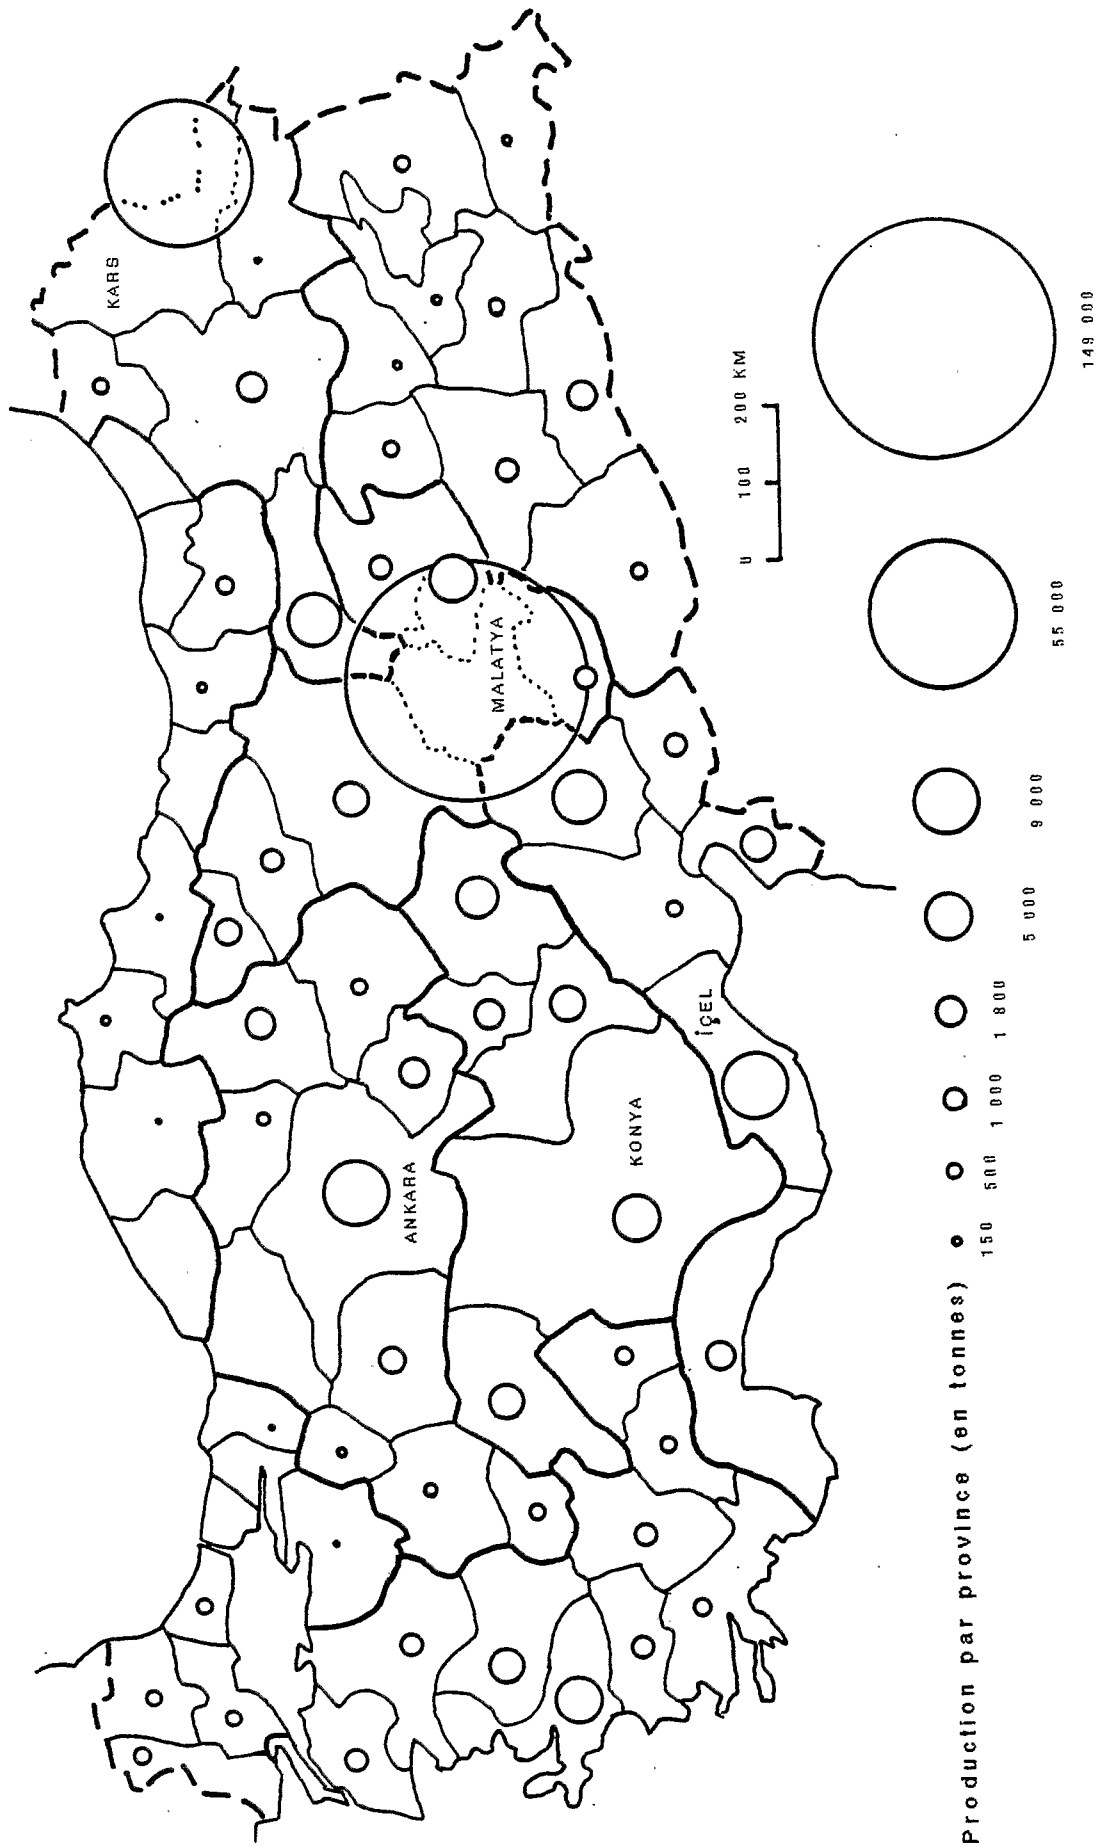 KARS
MALATYA
ANKARA
KONYA
İÇEL
0 100 200 KM
Production par province (en tonnes)
150 500 1 000 1 800 5 000 9 000 55 000 149 000